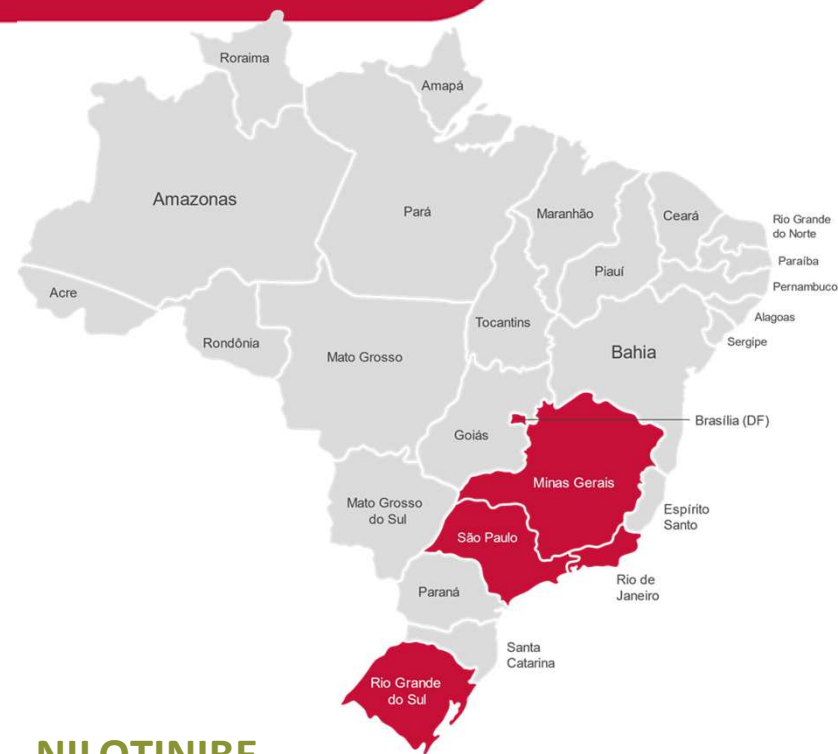 Roraima
Amapá
Amazonas
Pará
Maranhão
Ceará
Rio Grande
do Norte
Piauí
Paraíba
Pernambuco
Acre
Rondônia
Mato Grosso
Tocantins
Bahia
Alagoas
Sergipe
Goiás
Brasília (DF)
Minas Gerais
Mato Grosso
do Sul
São Paulo
Espírito
Santo
Paraná
Rio de
Janeiro
Santa
Catarina
Rio Grande
do Sul
NILOTINIBE